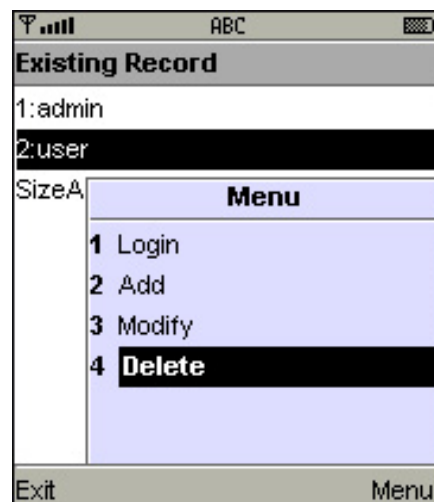 ABC
Existing Record
1:admin
2:user
SizeA
Menu
1 Login
2 Add
3 Modify
4 Delete
Exit Menu